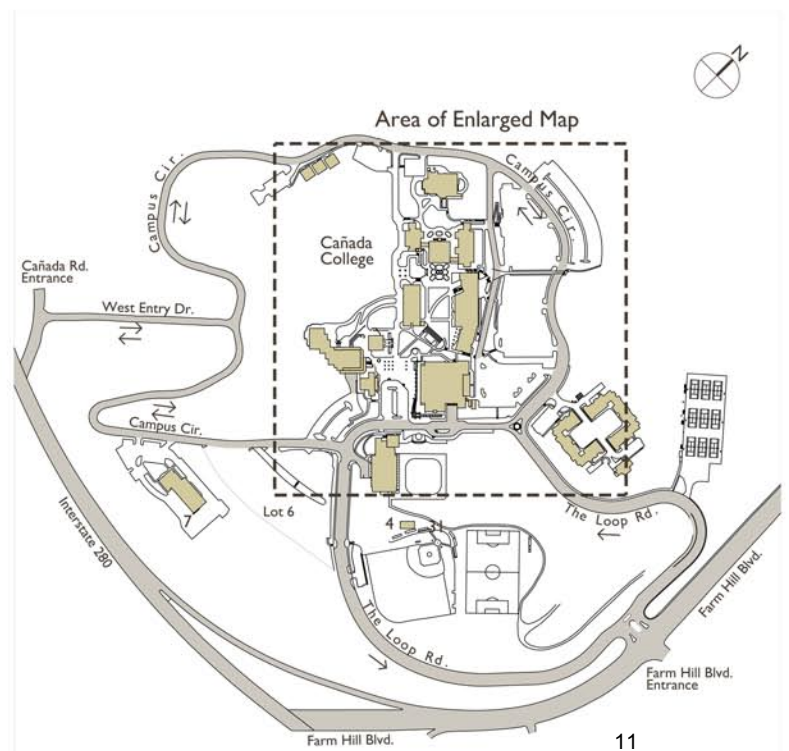 N
Area of Enlarged Map
Campus Cir.
Campus Cir.
Cañada
College
Cañada Rd.
Entrance
West Entry Dr.
Campus Cir.
7
Lot 6
4
31
The Loop Rd.
Interstate 280
Farm Hill Blvd.
The Loop Rd.
Farm Hill Blvd.
Entrance
Farm Hill Blvd.
11